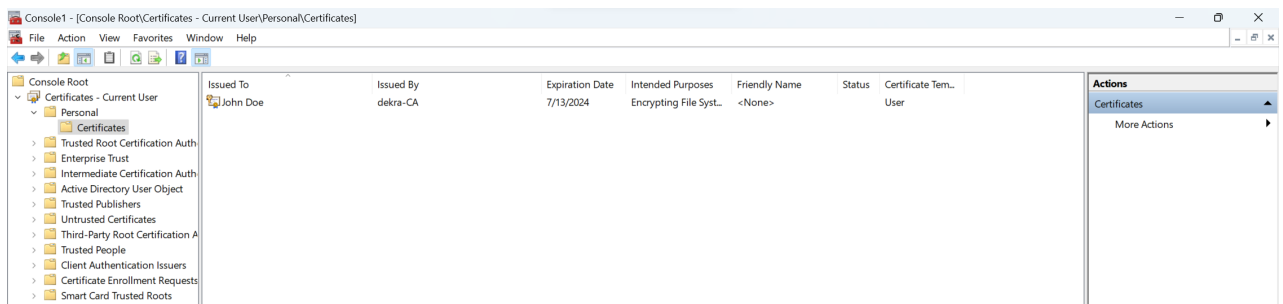 Console1 - [Console Root\Certificates - Current User\Personal\Certificates]
File Action View Favorites Window Help
Console Root
Certificates - Current User
Personal
Certificates
Trusted Root Certification Auth
Enterprise Trust
Intermediate Certification Auth
Active Directory User Object
Trusted Publishers
Untrusted Certificates
Third-Party Root Certification A
Trusted People
Client Authentication Issuers
Certificate Enrollment Requests
Smart Card Trusted Roots
Issued To Issued By Expiration Date Intended Purposes Friendly Name Status Certificate Tem...
John Doe dekra-CA 7/13/2024 Encrypting File Syst... <None> User
Actions
Certificates
More Actions